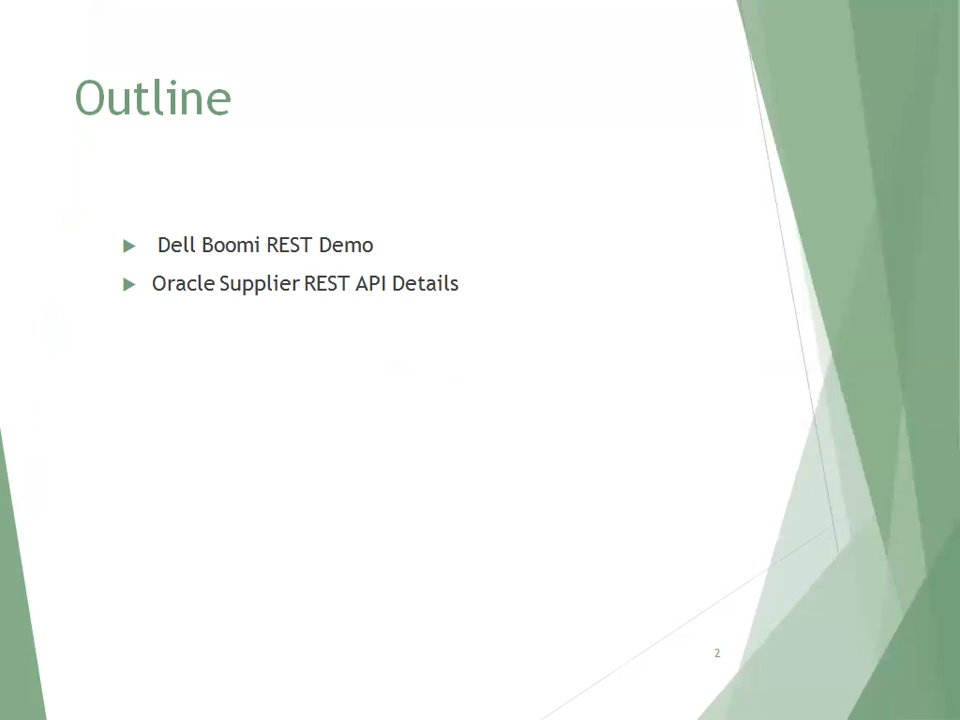 Outline
Dell Boomi REST Demo
Oracle Supplier REST API Details
2